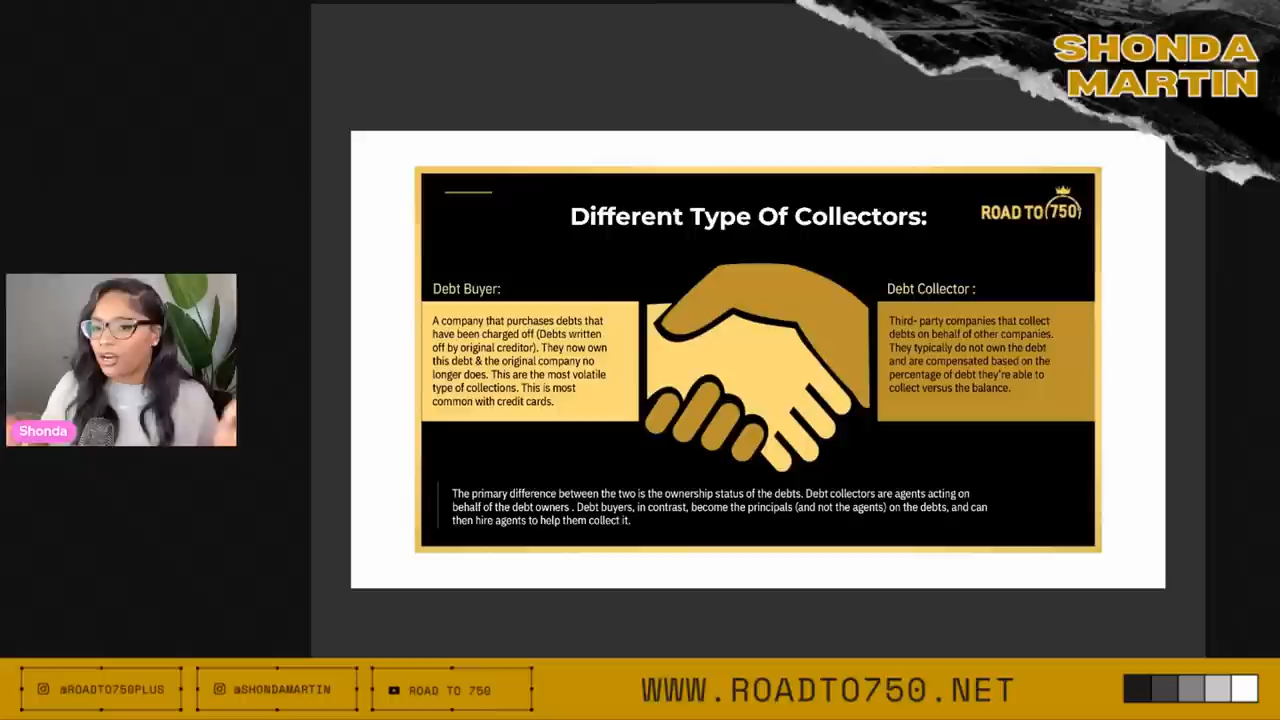 SHONDA
MARTIN
Different Type Of Collectors:
ROAD TO 750
Debt Buyer:
A company that purchases debts that
have been charged off (Debts written
off by original creditor). They now own
this debt & the original company no
longer does. This are the most volatile
type of collections. This is most
common with credit cards.
Debt Collector :
Third- party companies that collect
debts on behalf of other companies.
They typically do not own the debt
and are compensated based on the
percentage of debt they're able to
collect versus the balance.
The primary difference between the two is the ownership status of the debts. Debt collectors are agents acting on
behalf of the debt owners . Debt buyers, in contrast, become the principals (and not the agents) on the debts, and can
then hire agents to help them collect it.
Shonda
@ROADTO750PLUS
@SHONDAMARTIN
ROAD TO 750
WWW.ROADTO750.NET